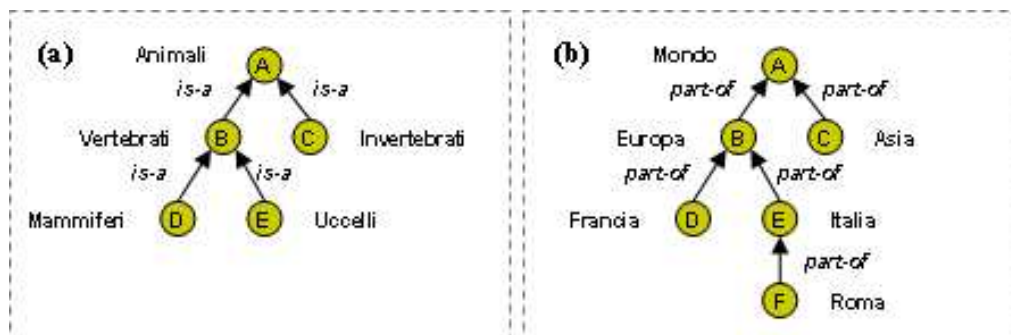 (a) Animali A
is-a is-a
Vertebrati B C Invertebrati
is-a is-a
Mammiferi D E Uccelli
(b) Mondo A
part-of part-of
Europa B C Asia
part-of part-of
Francia D E Italia
part-of
F Roma